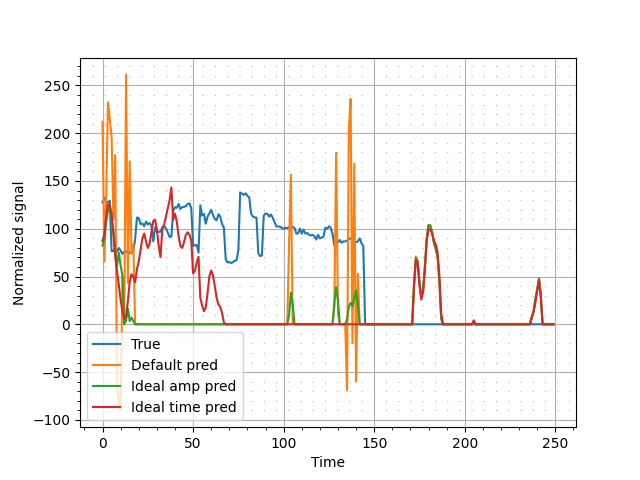 250
200
150
100
50
0
−50
−100
Normalized signal
True
Default pred
Ideal amp pred
Ideal time pred
0 50 100 150 200 250
Time